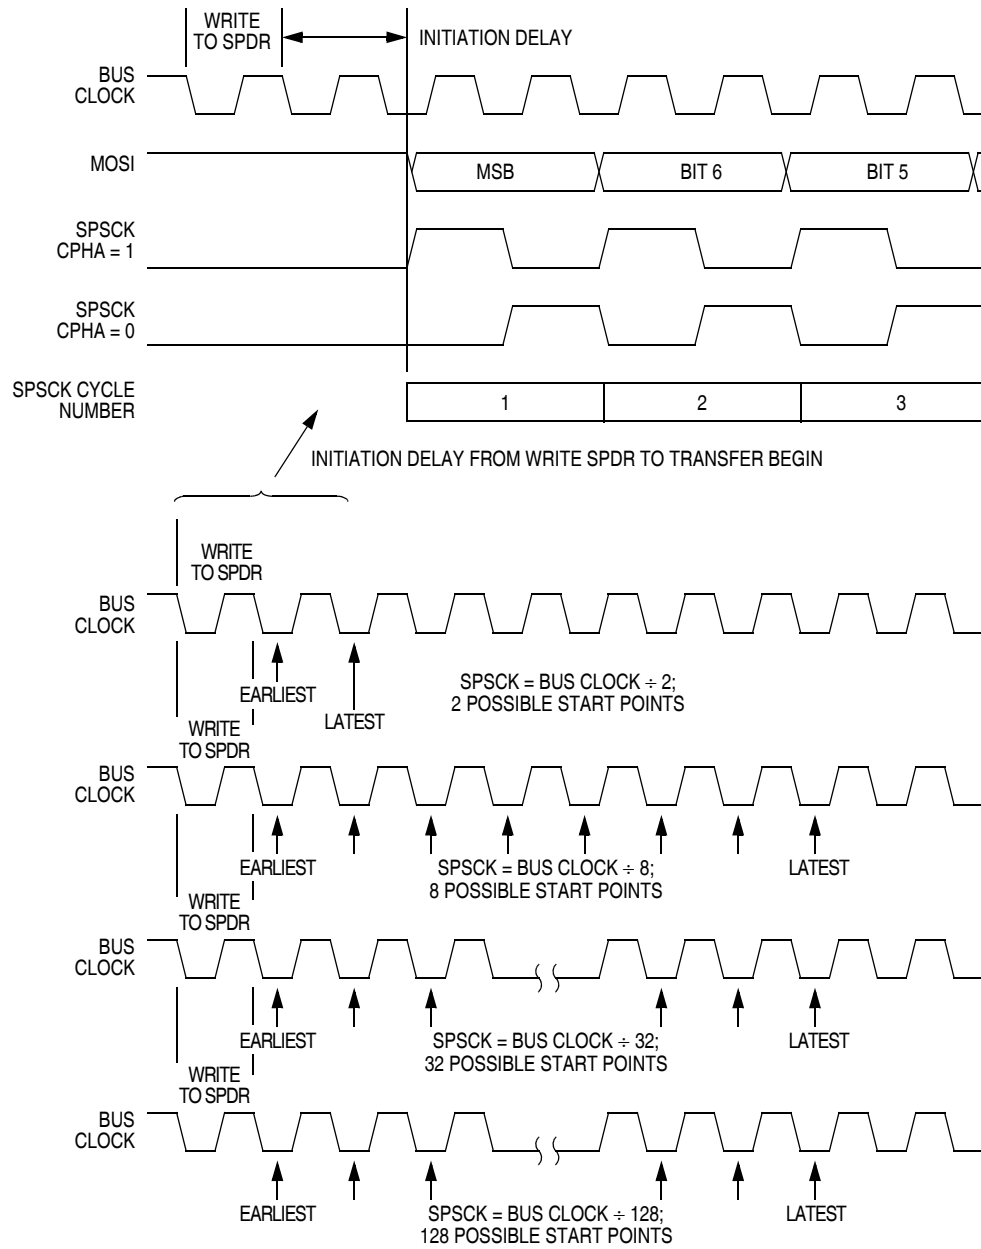 WRITE
TO SPDR
INITIATION DELAY
BUS
CLOCK
MOSI
MSB
BIT 6
BIT 5
SPSCK
CPHA = 1
SPSCK
CPHA = 0
SPSCK CYCLE
NUMBER
1
2
3
INITIATION DELAY FROM WRITE SPDR TO TRANSFER BEGIN
WRITE
TO SPDR
BUS
CLOCK
EARLIEST
LATEST
SPSCK = BUS CLOCK ÷ 2;
2 POSSIBLE START POINTS
WRITE
TO SPDR
BUS
CLOCK
EARLIEST
SPSCK = BUS CLOCK ÷ 8;
8 POSSIBLE START POINTS
LATEST
WRITE
TO SPDR
BUS
CLOCK
EARLIEST
SPSCK = BUS CLOCK ÷ 32;
32 POSSIBLE START POINTS
LATEST
WRITE
TO SPDR
BUS
CLOCK
EARLIEST
SPSCK = BUS CLOCK ÷ 128;
128 POSSIBLE START POINTS
LATEST